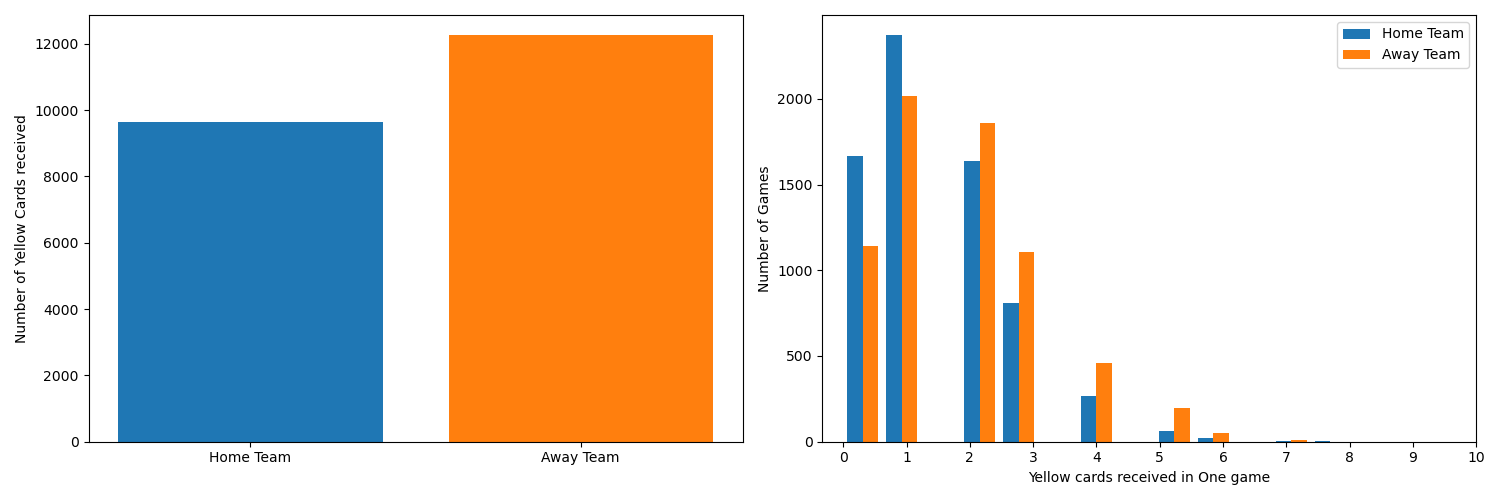 Number of Yellow Cards received
12000
10000
8000
6000
4000
2000
0
Home Team Away Team
Number of Games
2000
1500
1000
500
0
0 1 2 3 4 5 6 7 8 9 10
Yellow cards received in One game
Home Team
Away Team